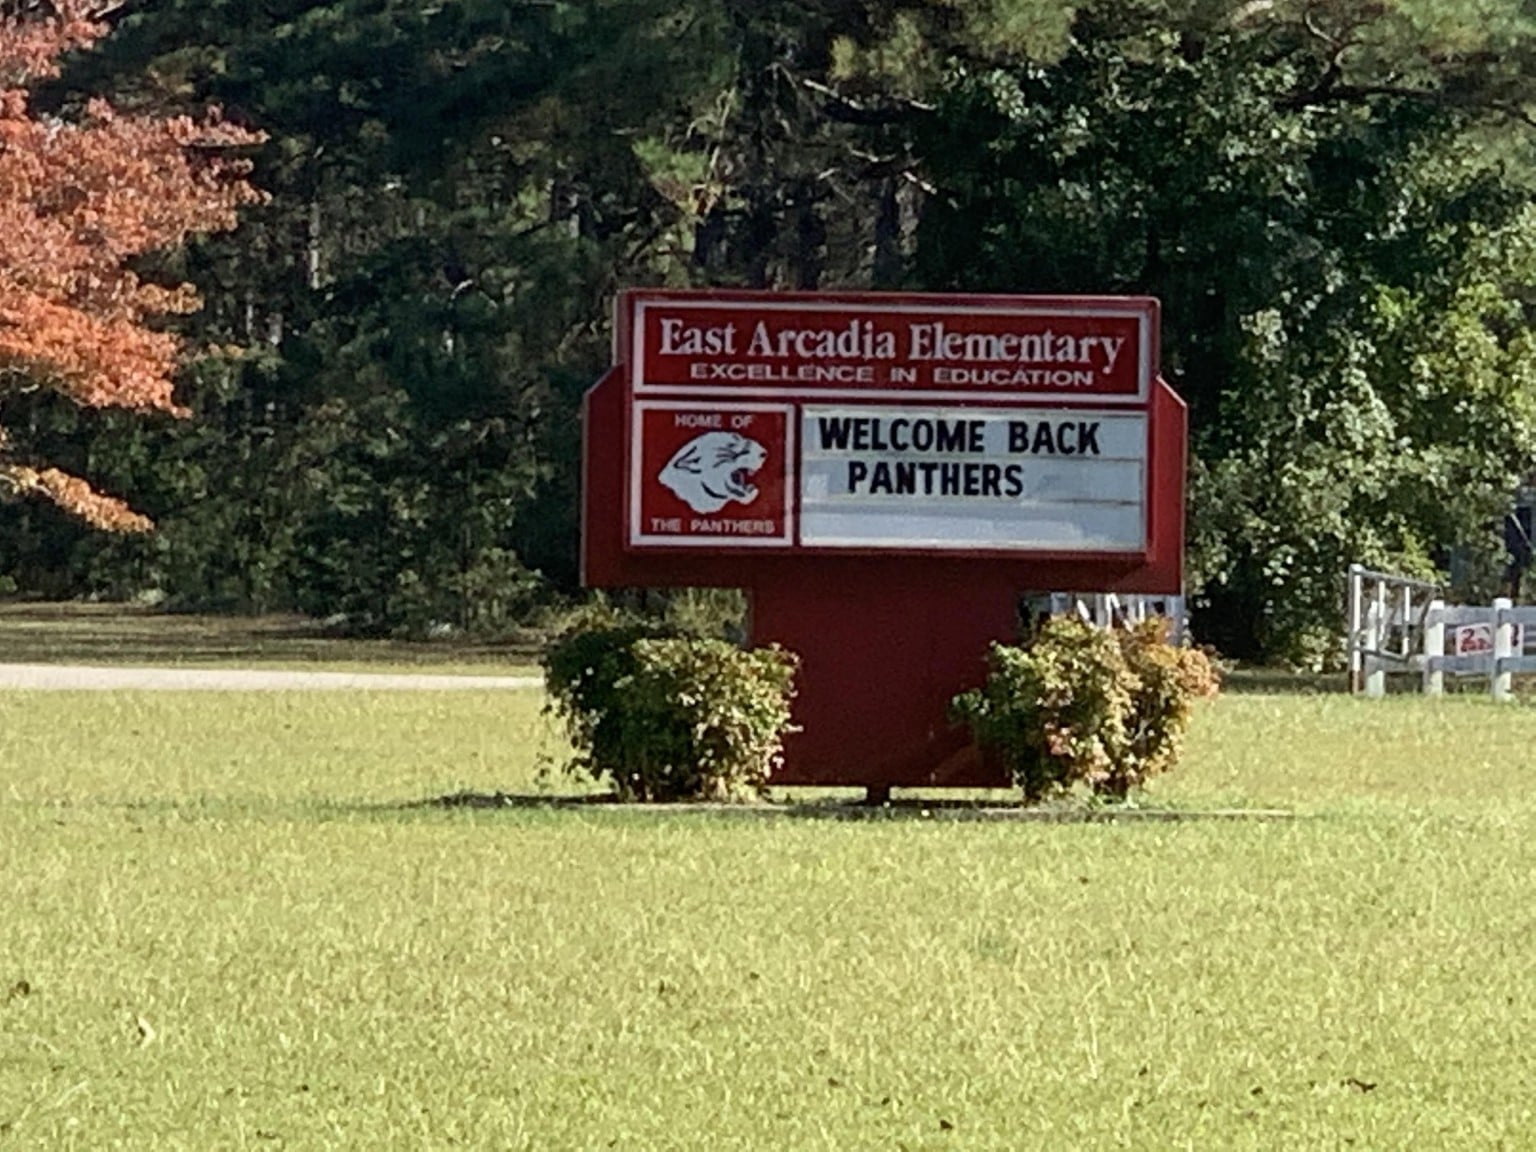 East Arcadia Elementary
EXCELLENCE IN EDUCATION
HOME OF
THE PANTHERS
WELCOME BACK
PANTHERS